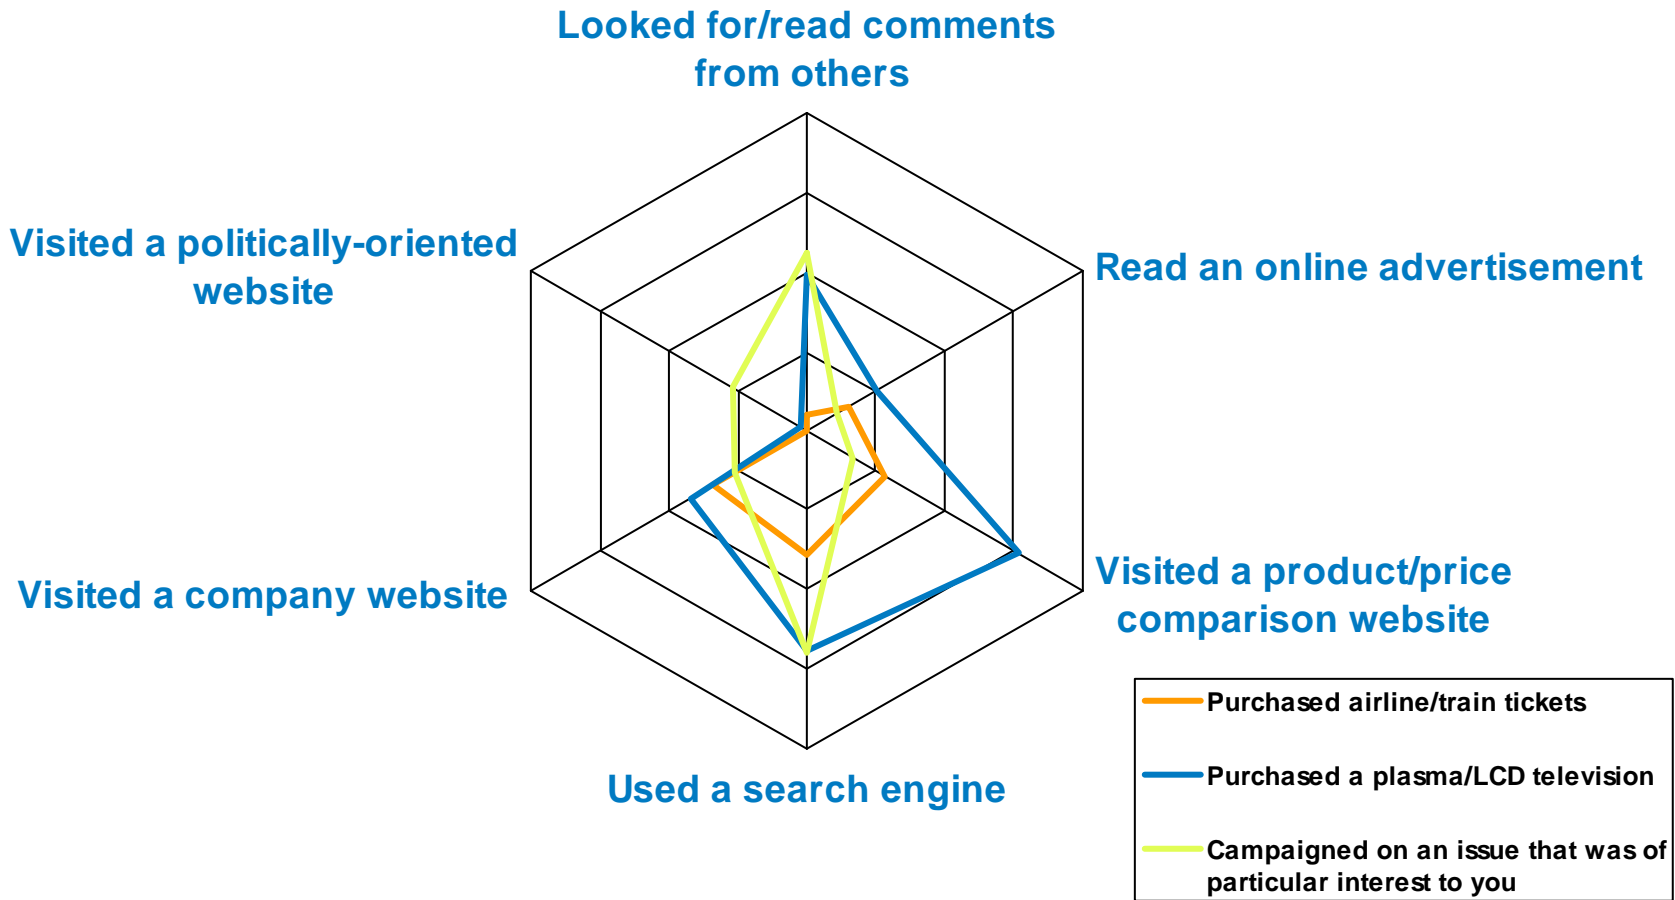 Looked for/read comments
from others
Visited a politically-oriented
website
Read an online advertisement
Visited a company website
Visited a product/price
comparison website
Used a search engine
Purchased airline/train tickets
Purchased a plasma/LCD television
Campaigned on an issue that was of
particular interest to you